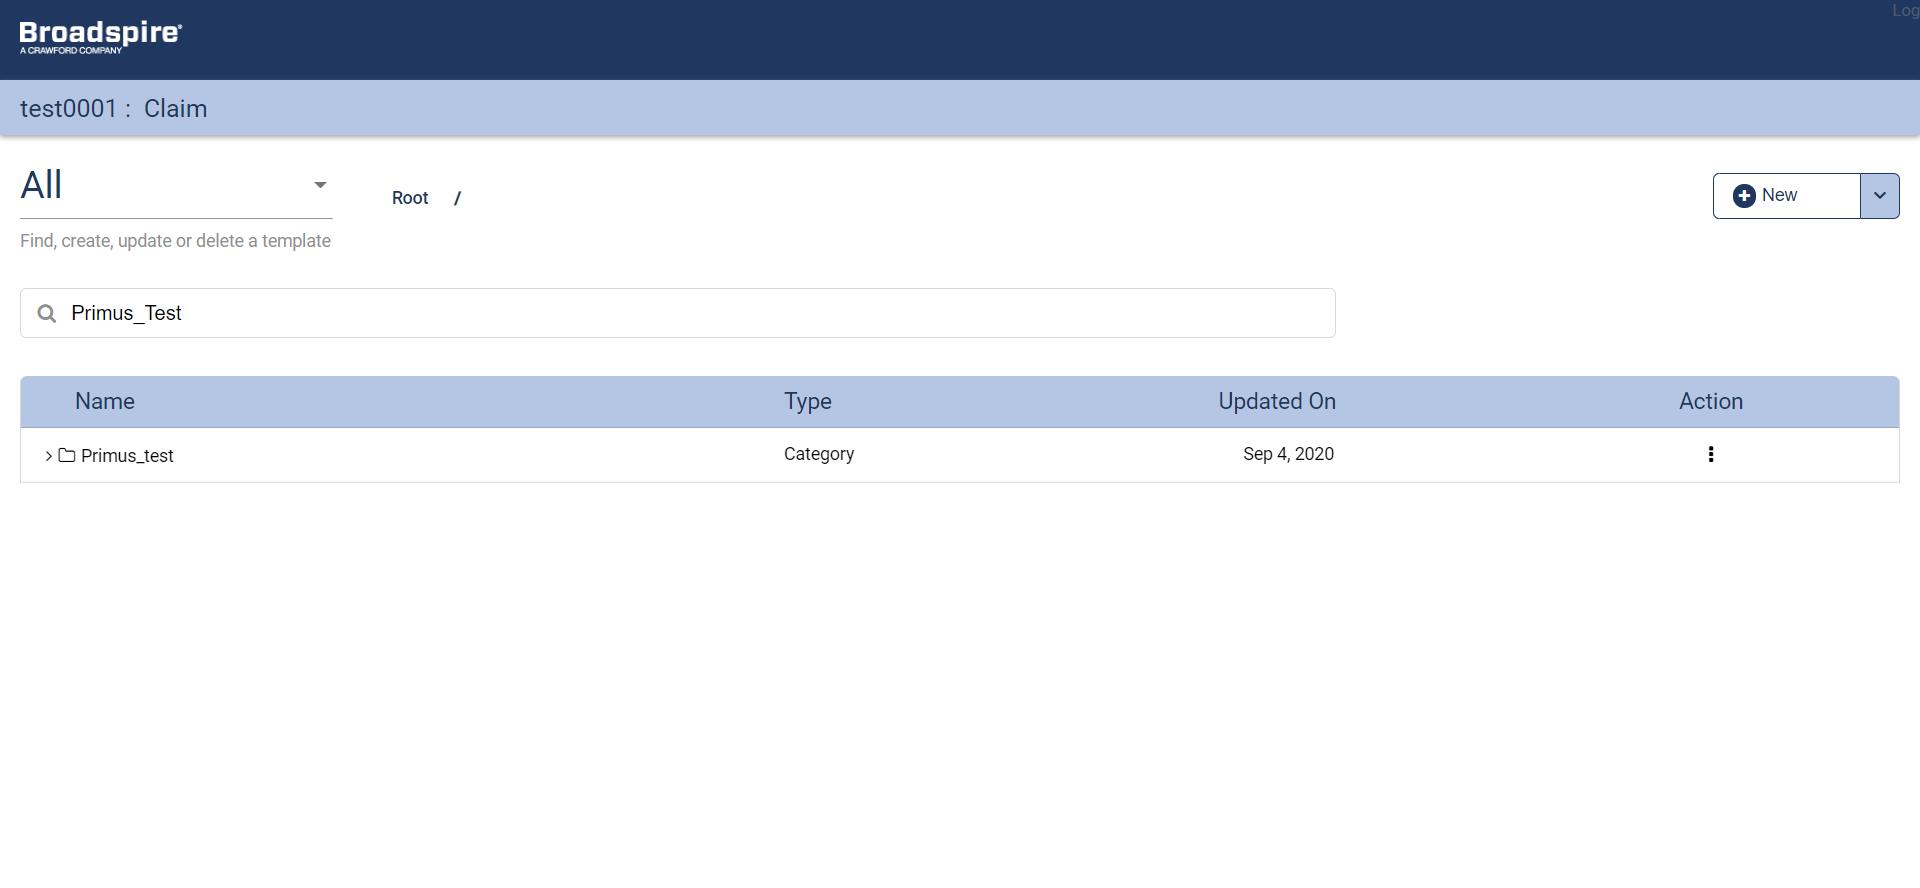 Log
Broadspire®
A CRAWFORD COMPANY
test0001 : Claim
All
Root /
New
Find, create, update or delete a template
Primus_Test
Name Type Updated On Action
Primus_test Category Sep 4, 2020